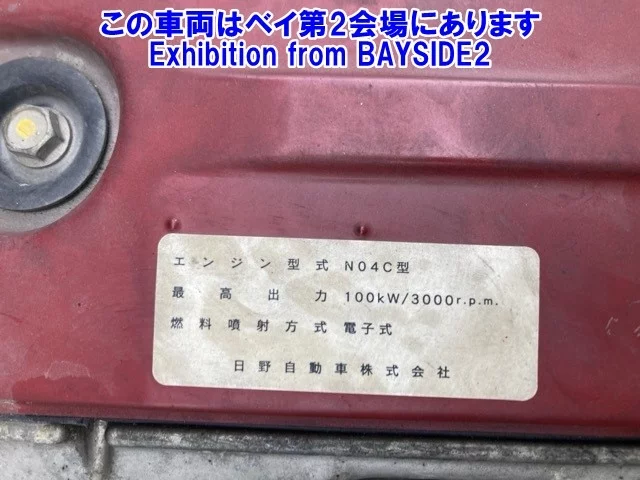 この車両はベイ第2会場にあります
Exhibition from BAYSIDE2
エンジン型式 N04C型
最高出力 100kW/3000r.p.m.
燃料噴射方式 電子式
日野自動車株式会社